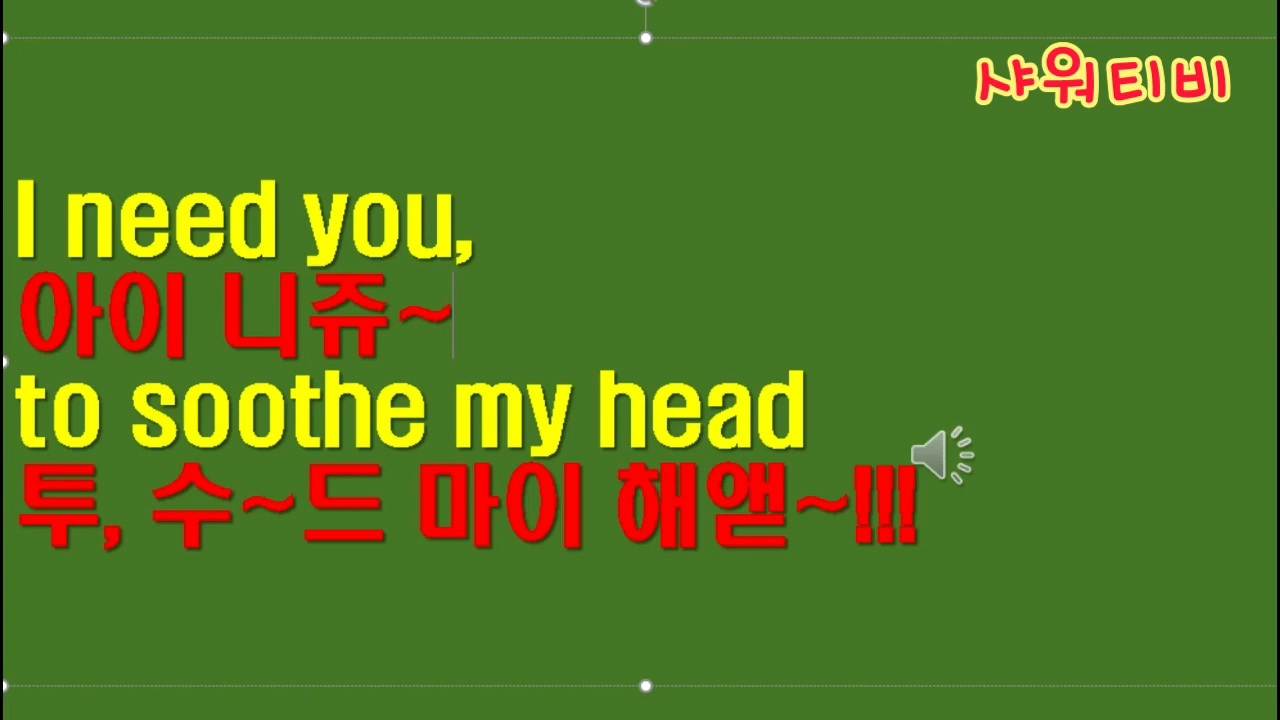 샤워티비
I need you,
아이 니쥬~
to soothe my head
투, 수~드 마이 해앧~!!!